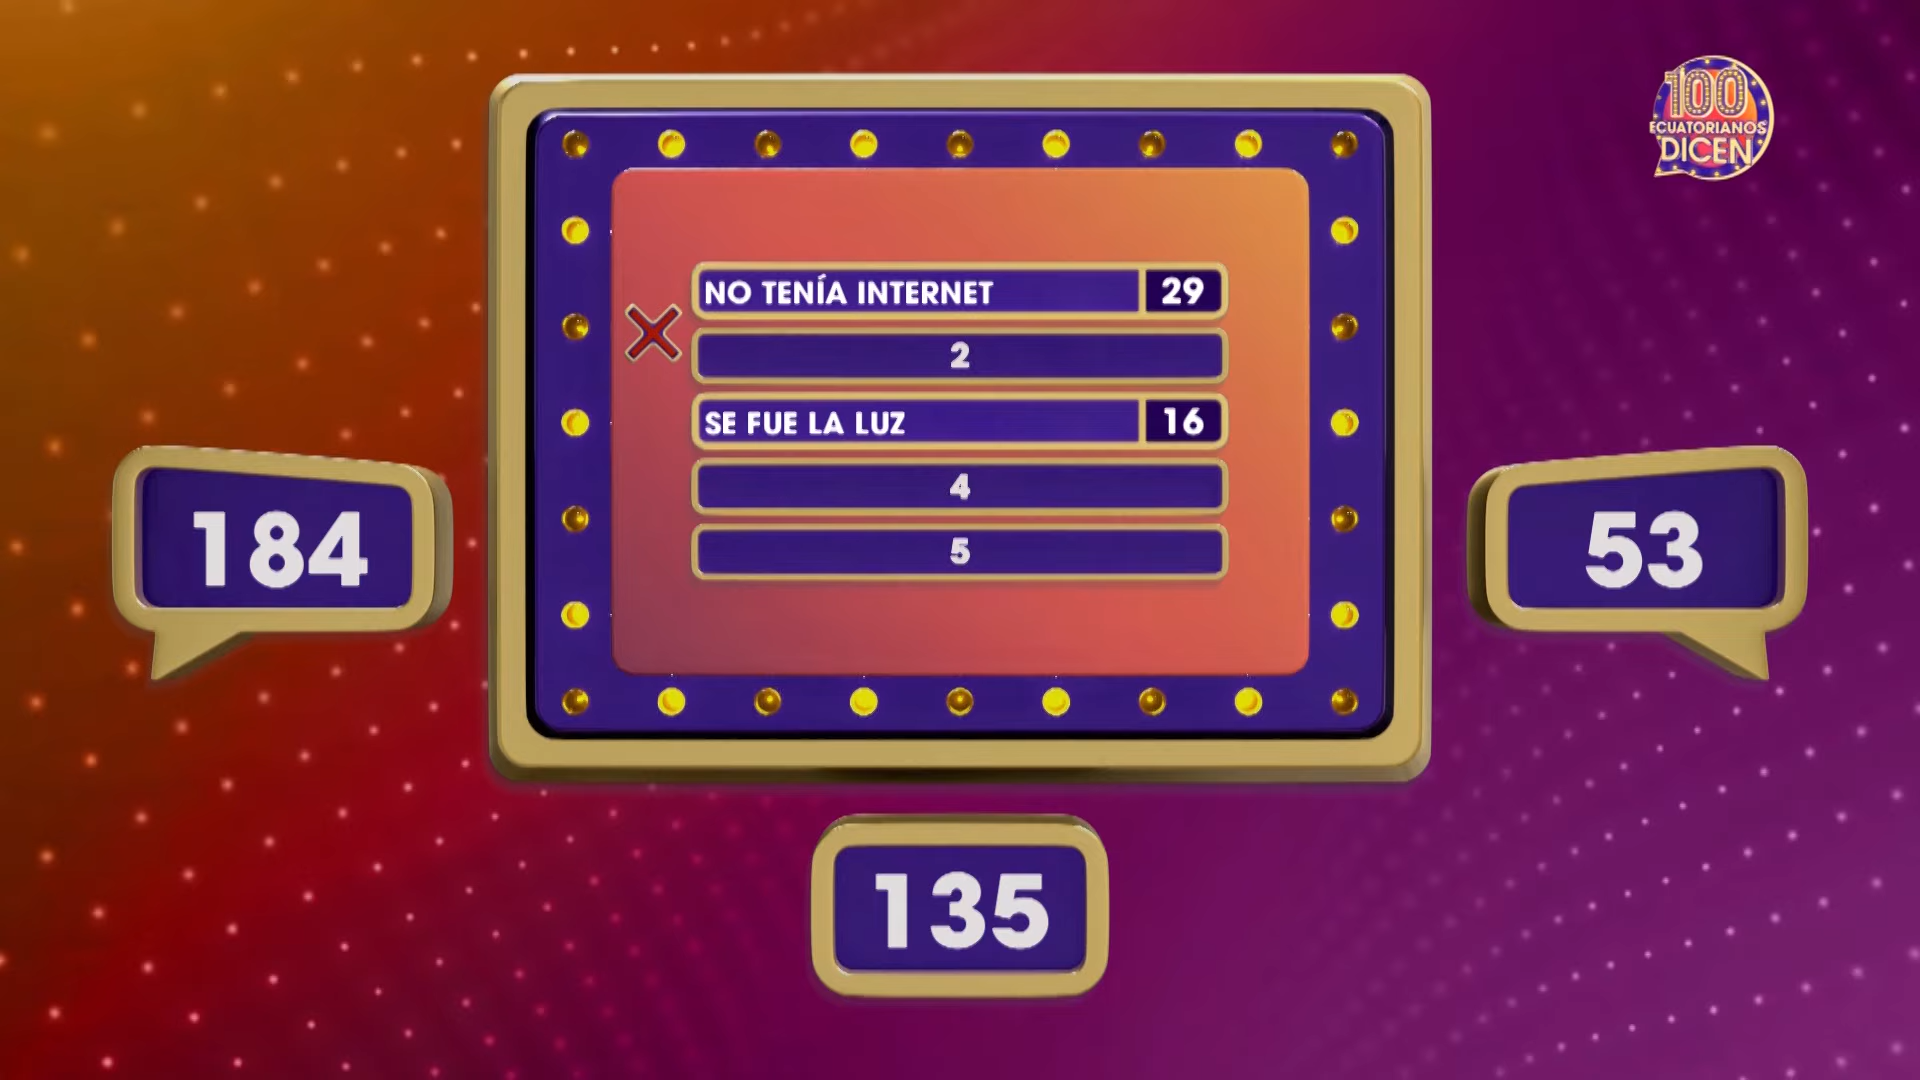 100
ECUATORIANOS
DICEN
NO TENÍA INTERNET 29
2
SE FUE LA LUZ 16
4
5
184
53
135